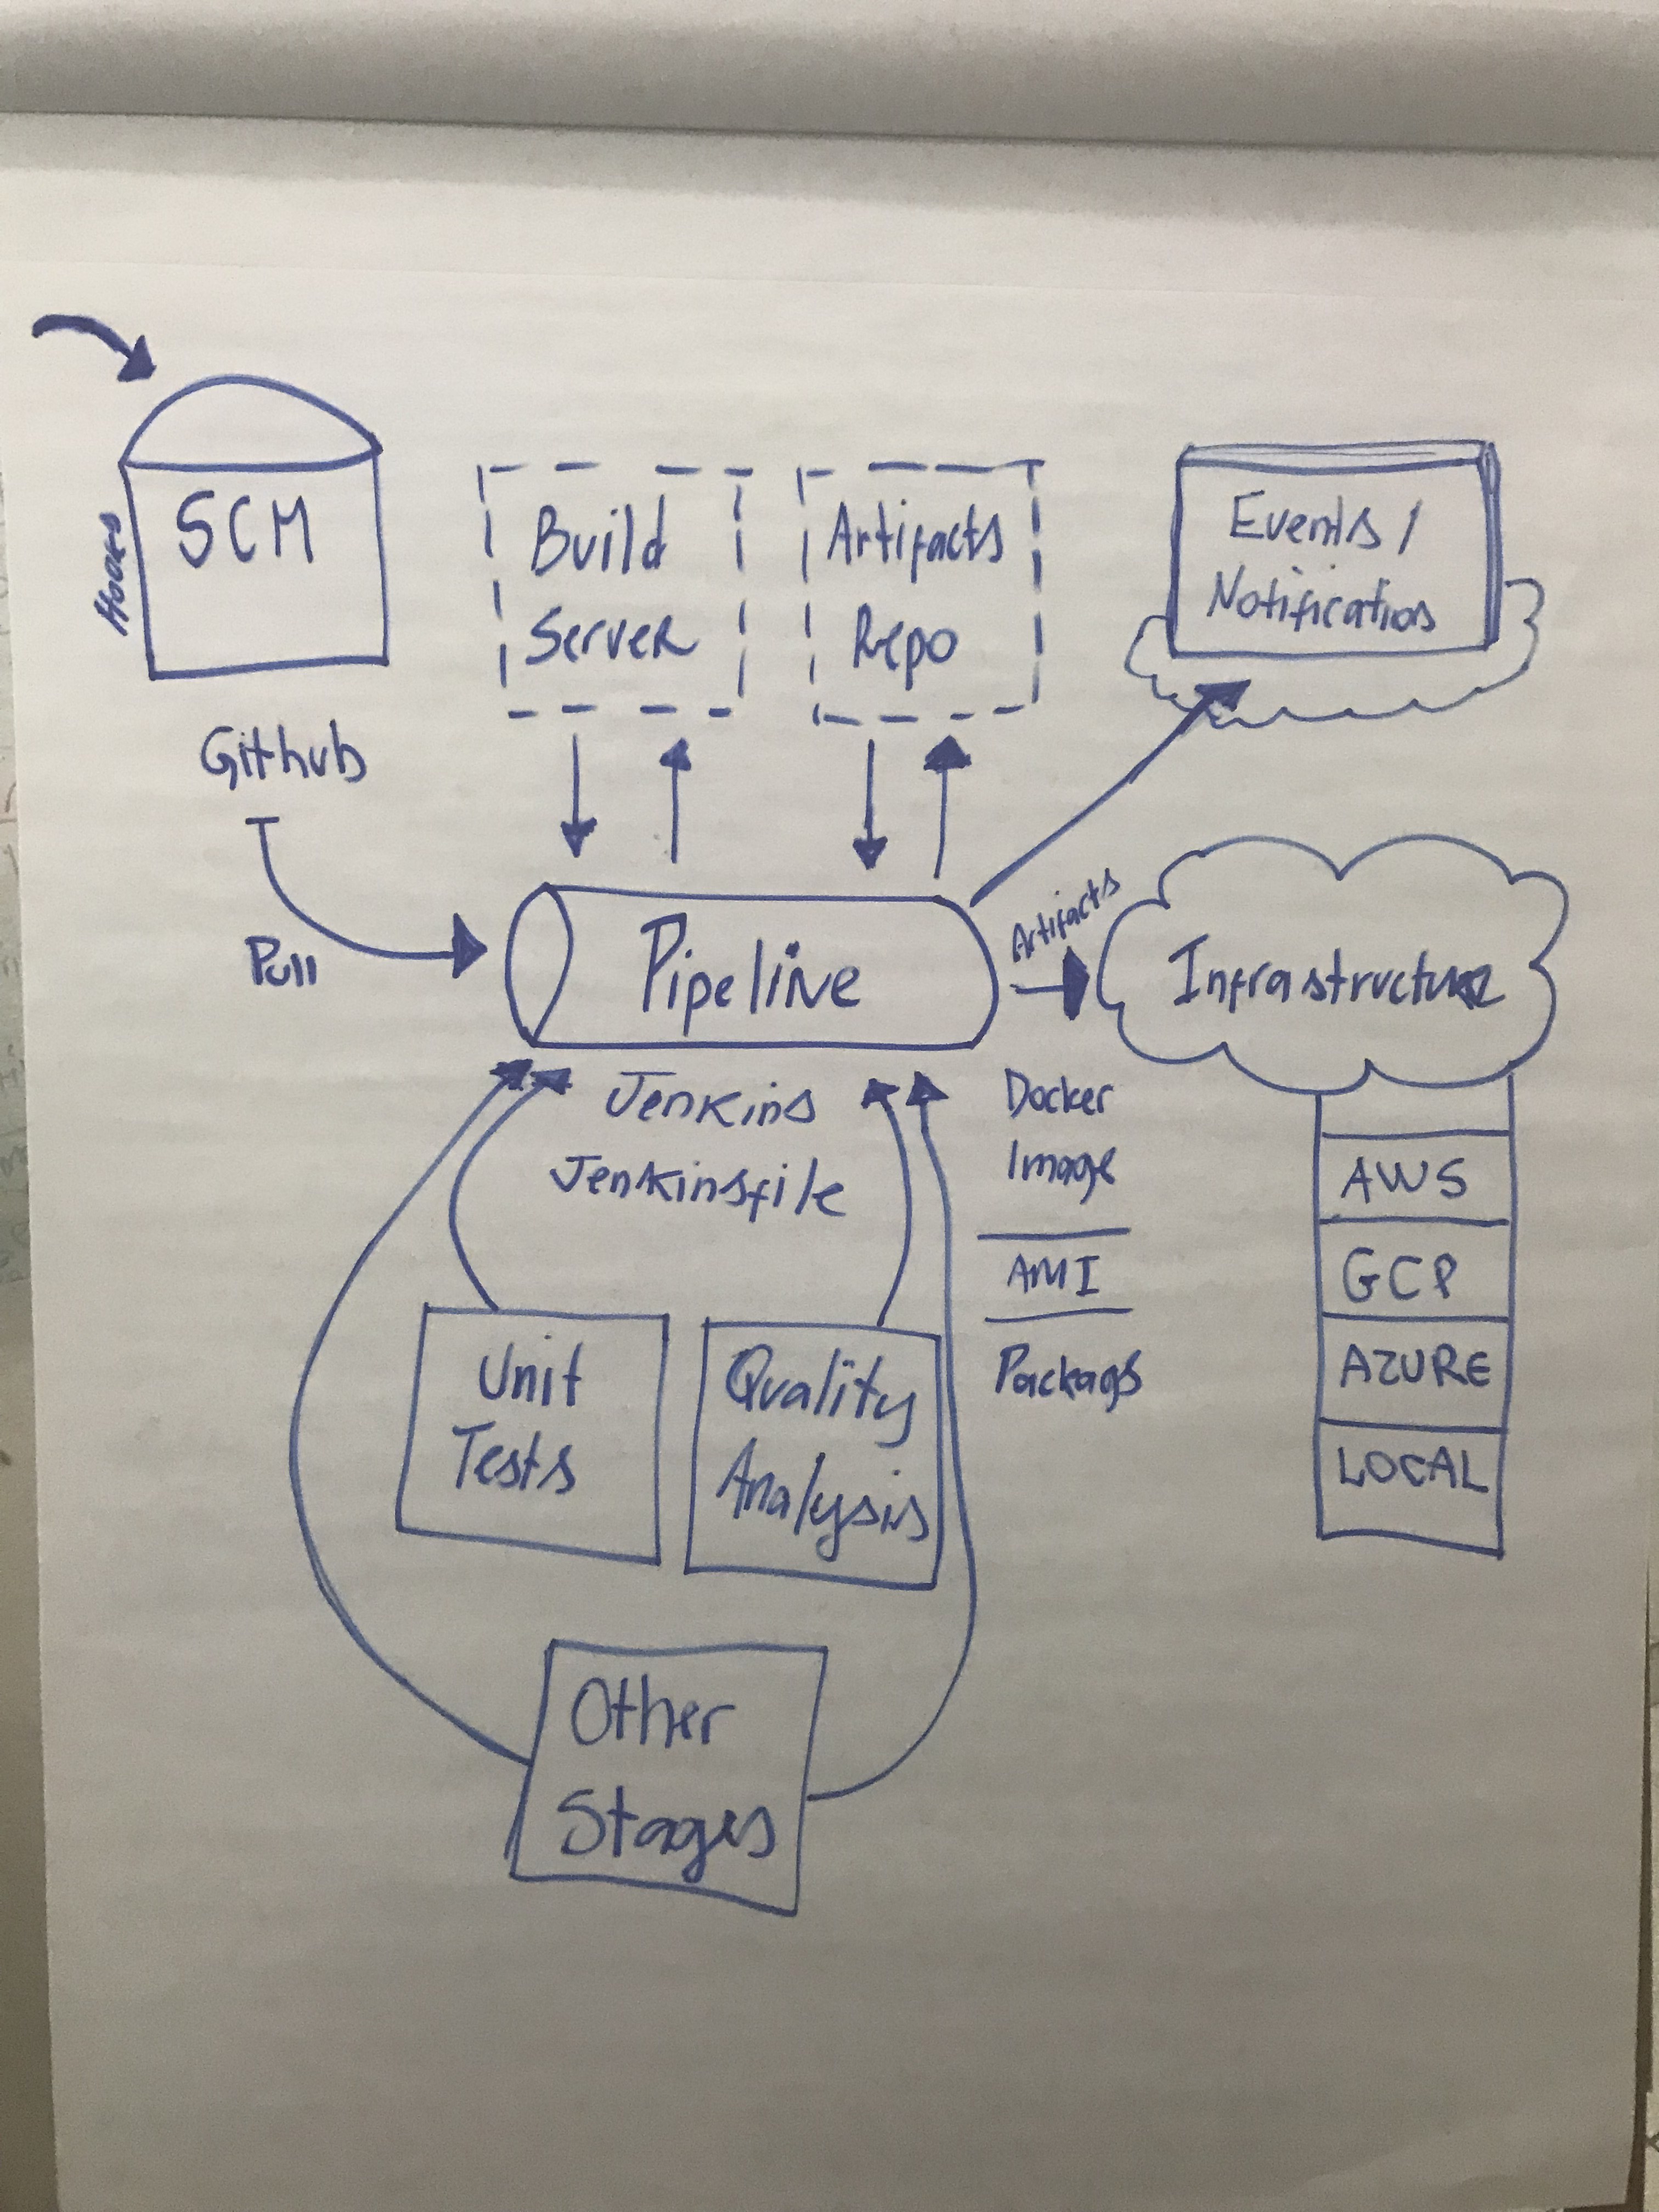 SCM
Hooks
Github
Pull
Build
Server
Artifacts
Repo
Events /
Notifications
Pipeline
Jenkins
Jenkinsfile
Artifacts
Infrastructure
Docker
Image
AMI
Packags
AWS
GCP
AZURE
LOCAL
Unit
Tests
Quality
Analysis
Other
Stages